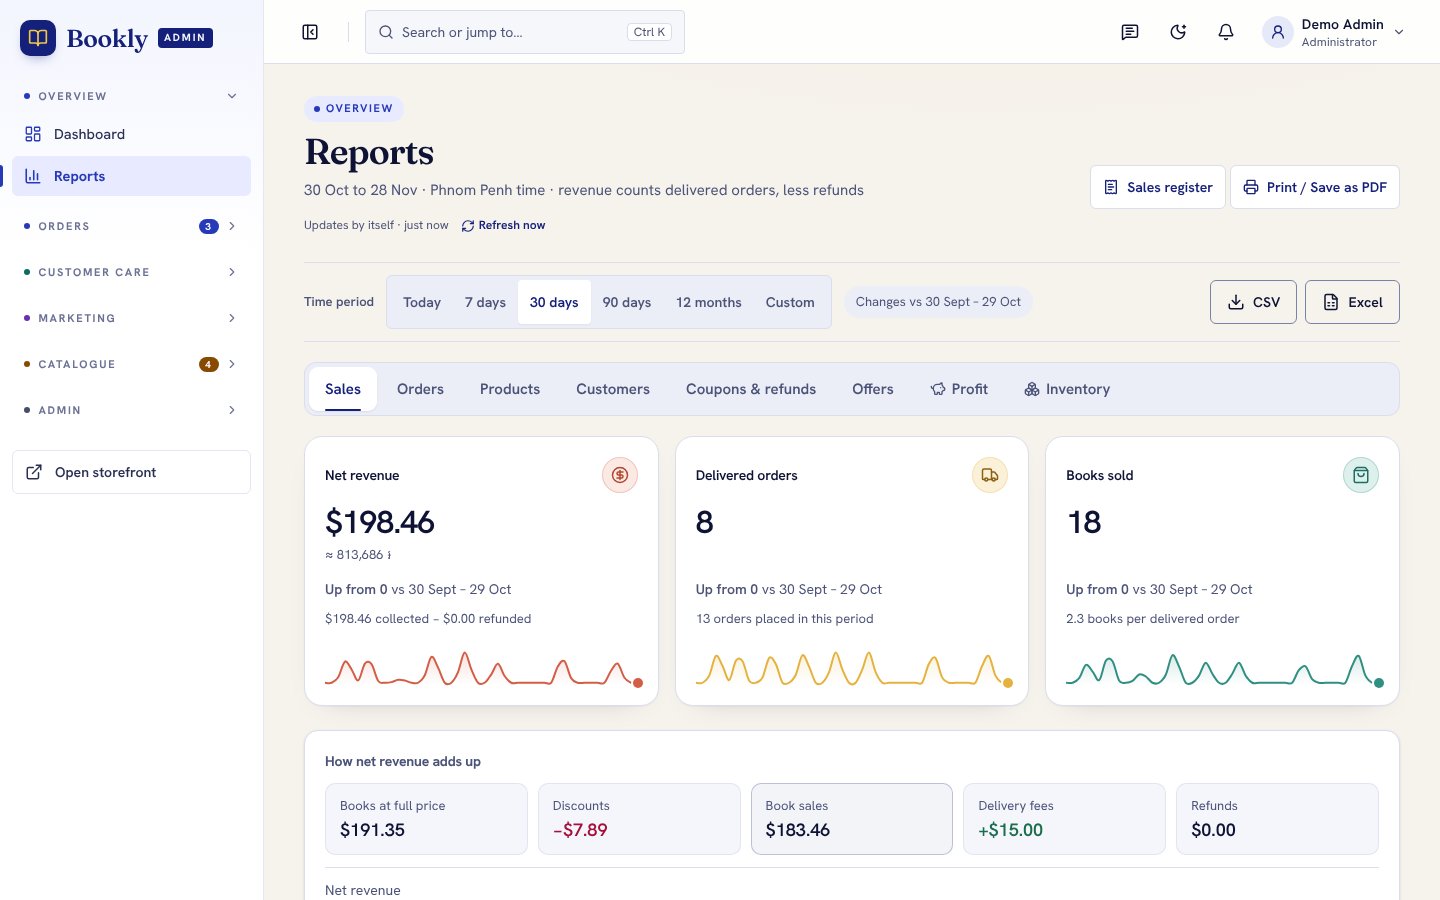 Bookly ADMIN
Search or jump to... Ctrl K
Demo Admin
Administrator
OVERVIEW
Dashboard
Reports
ORDERS 3
CUSTOMER CARE
MARKETING
CATALOGUE 4
ADMIN
Open storefront
OVERVIEW
Reports
30 Oct to 28 Nov · Phnom Penh time · revenue counts delivered orders, less refunds
Updates by itself · just now Refresh now
Sales register Print / Save as PDF
Time period Today 7 days 30 days 90 days 12 months Custom Changes vs 30 Sept – 29 Oct CSV Excel
Sales Orders Products Customers Coupons & refunds Offers Profit Inventory
Net revenue
$198.46
≈ 813,686 ៛
Up from 0 vs 30 Sept – 29 Oct
$198.46 collected – $0.00 refunded
Delivered orders
8
Up from 0 vs 30 Sept – 29 Oct
13 orders placed in this period
Books sold
18
Up from 0 vs 30 Sept – 29 Oct
2.3 books per delivered order
How net revenue adds up
Books at full price
$191.35
Discounts
−$7.89
Book sales
$183.46
Delivery fees
+$15.00
Refunds
$0.00
Net revenue